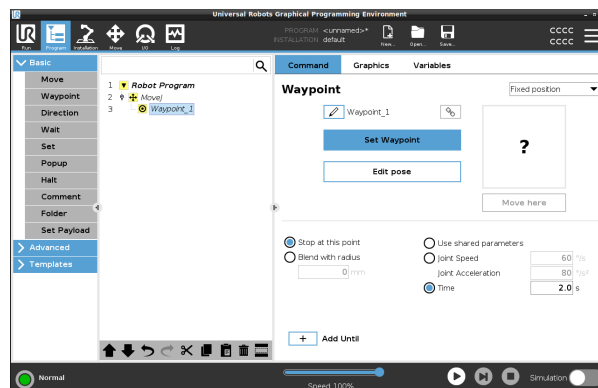 Universal Robots Graphical Programming Environment
UR
Run
Program
Installation
Move
I/O
Log
PROGRAM <unnamed>*
INSTALLATION default
New...
Open...
Save...
CCCC
CCCC
Basic
Move
Waypoint
Direction
Wait
Set
Popup
Halt
Comment
Folder
Set Payload
Advanced
Templates
1 Robot Program
2 MoveJ
3 Waypoint_1
Command Graphics Variables
Waypoint
Fixed position
Waypoint_1
Set Waypoint
Edit pose
?
Move here
Stop at this point
Blend with radius
0 mm
Use shared parameters
Joint Speed 60 °/s
Joint Acceleration 80 °/s²
Time 2.0 s
+ Add Until
Normal
Speed 100%
Simulation